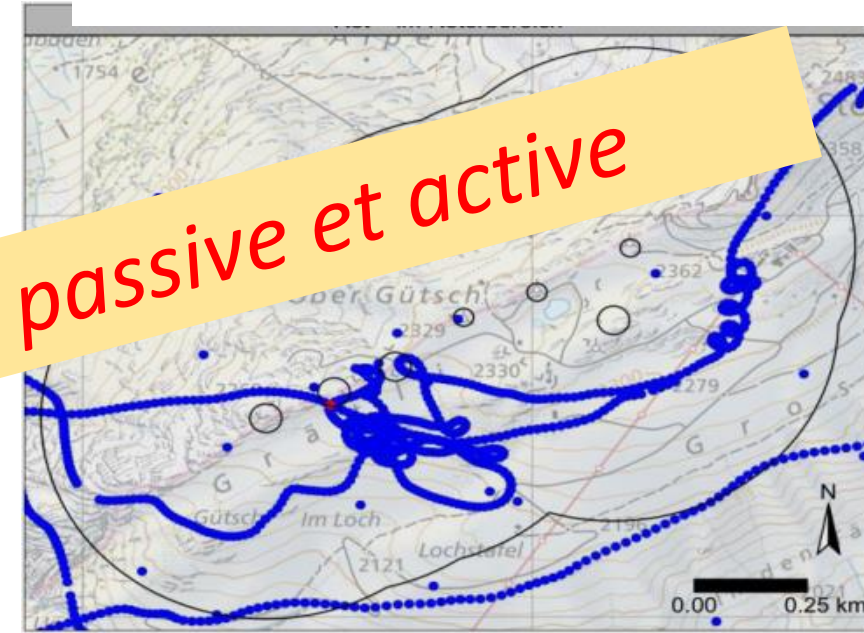 1754
passive et active
Ober Gütsch
2362
2329
2330
2279
G r ä t
G r o s
Gütsch
Im Loch
Lochstafel
2196
2121
N
0.00
0.25 km